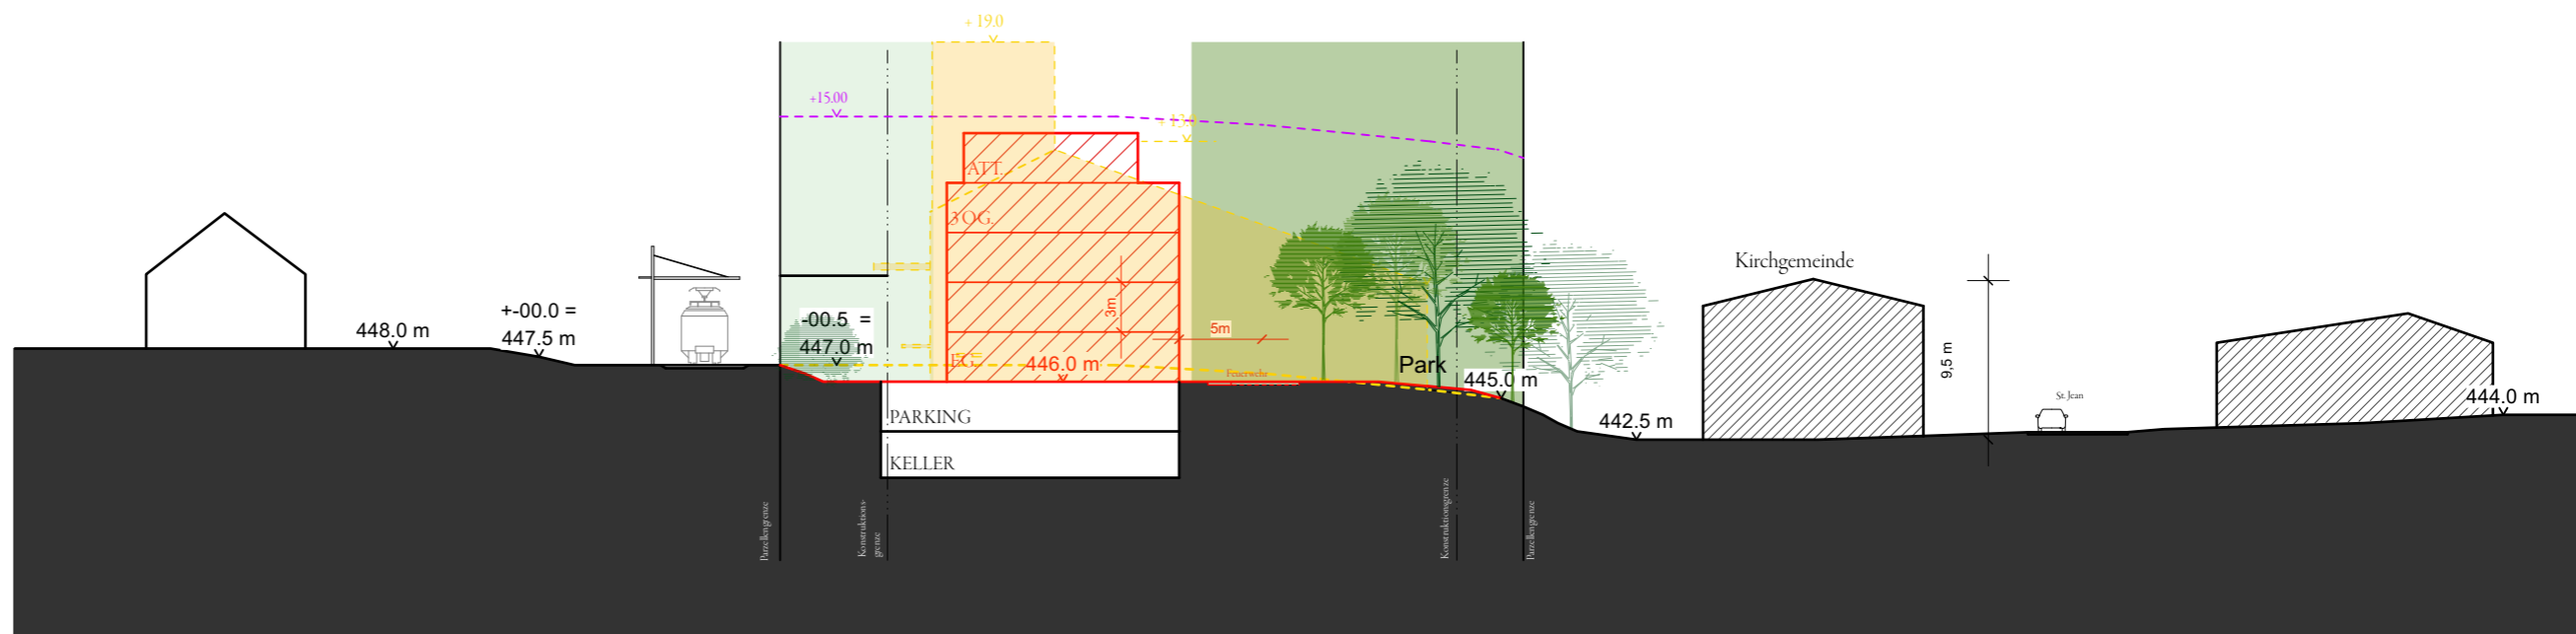 + 19.0
+15.00
ATT.
3 OG.
Kirchgemeinde
+-00.0 =
447.5 m
448.0 m
-00.5 =
447.0 m
3m
5m
9,5 m
EG.
446.0 m
Feuerwehr
Park
445.0 m
442.5 m
St. Jean
444.0 m
PARKING
KELLER
Parzellengrenze
Konstruktions-
grenze
Konstruktionsgrenze
Parzellengrenze